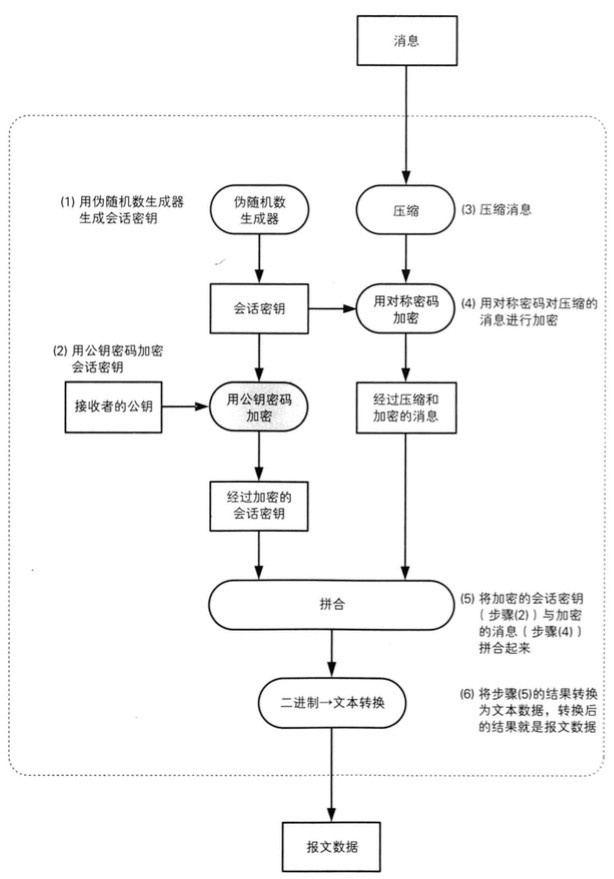 消息
(1) 用伪随机数生成器
生成会话密钥
伪随机数
生成器
压缩
(3) 压缩消息
会话密钥
用对称密码
加密
(4) 用对称密码对压缩的
消息进行加密
(2) 用公钥密码加密
会话密钥
接收者的公钥
用公钥密码
加密
经过压缩和
加密的消息
经过加密的
会话密钥
拼合
(5) 将加密的会话密钥
(步骤(2))与加密
的消息(步骤(4))
拼合起来
二进制→文本转换
(6) 将步骤(5)的结果转换
为文本数据，转换后
的结果就是报文数据
报文数据